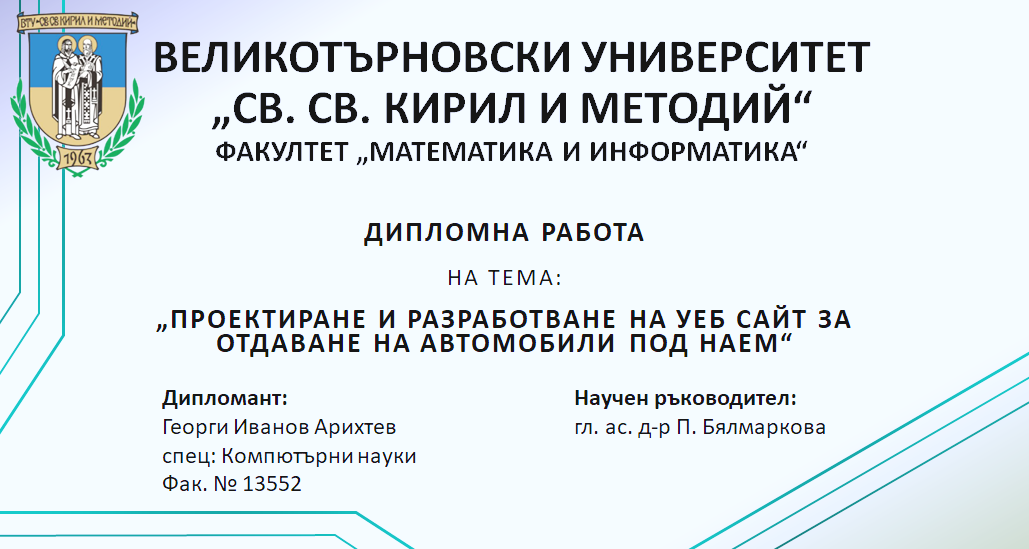 ВТУ "СВ СВ КИРИЛ И МЕТОДИЙ"
1963
ВЕЛИКОТЪРНОВСКИ УНИВЕРСИТЕТ
„СВ. СВ. КИРИЛ И МЕТОДИЙ“
ФАКУЛТЕТ „МАТЕМАТИКА И ИНФОРМАТИКА“
ДИПЛОМНА РАБОТА
НА ТЕМА:
„ПРОЕКТИРАНЕ И РАЗРАБОТВАНЕ НА УЕБ САЙТ ЗА
ОТДАВАНЕ НА АВТОМОБИЛИ ПОД НАЕМ“
Дипломант:
Георги Иванов Арихтев
спец: Компютърни науки
Фак. № 13552
Научен ръководител:
гл. ас. д-р П. Бялмаркова